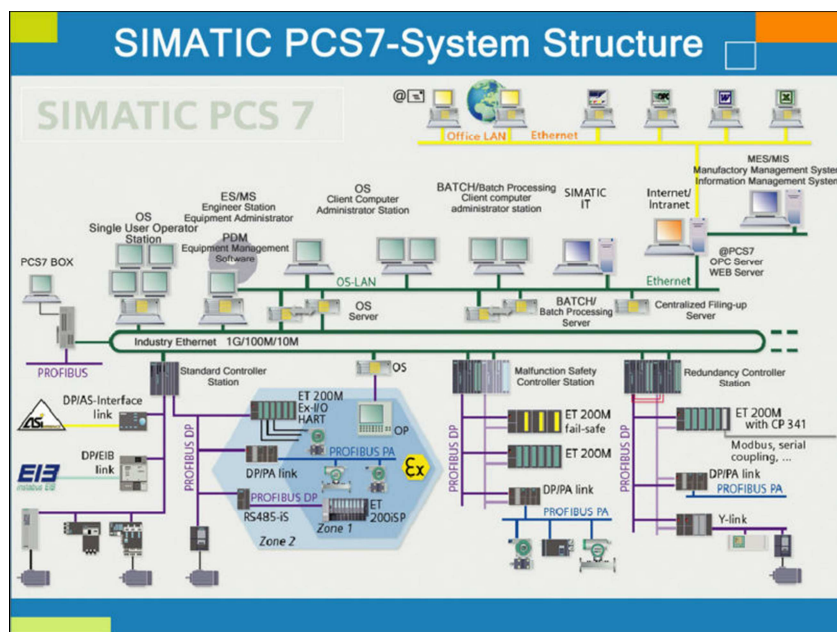 SIMATIC PCS7-System Structure
SIMATIC PCS 7
@
Office LAN
Ethernet
MES/MIS
Manufactory Management System
Information Management System
ES/MS
Engineer Station
Equipment Administrator
OS
Client Computer
Administrator Station
BATCH/Batch Processing
Client computer
administrator station
SIMATIC
IT
Internet/
Intranet
OS
Single User Operator
Station
PDM
Equipment Management
Software
@PCS7
OPC Server
WEB Server
PCS7 BOX
OS-LAN
Ethernet
OS
Server
BATCH/
Batch Processing
Server
Centralized Filing-up
Server
Industry Ethernet 1G/100M/10M
PROFIBUS
Standard Controller
Station
OS
Malfunction Safety
Controller Station
Redundancy Controller
Station
DP/AS-Interface
link
ASi
ET 200M
Ex-I/O
HART
OP
PROFIBUS DP
PROFIBUS DP
PROFIBUS DP
ET 200M
fail-safe
ET 200M
with CP 341
Modbus, serial
coupling, ...
DP/EIB
link
EIB
PROFIBUS PA
DP/PA link
Ex
ET 200M
DP/PA link
PROFIBUS PA
DP/PA link
PROFIBUS PA
PROFIBUS DP
RS485-iS
ET
200iSP
Zone 1
Zone 2
Y-link